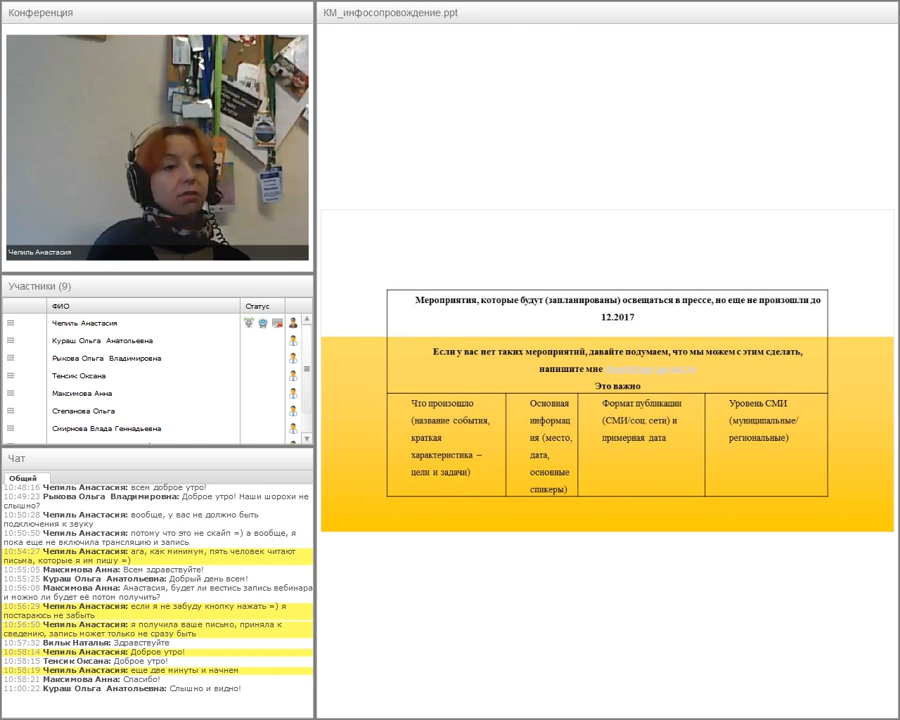 Конференция
Чепиль Анастасия
Участники (9)
ФИО
Статус
Чепиль Анастасия
Кураш Ольга Анатольевна
Рыкова Ольга Владимировна
Тенсик Оксана
Максимова Анна
Степанова Ольга
Смирнова Влада Геннадьевна
Чат
Общий
10:48:16 Чепиль Анастасия: всем доброе утро!
10:49:23 Рыкова Ольга Владимировна: Доброе утро! Наши шорохи не
слышно?
10:50:28 Чепиль Анастасия: вообще, у вас не должно быть
подключения к звуку
10:50:50 Чепиль Анастасия: потому что это не скайп =) а вообще, я
пока еще не включила трансляцию и запись
10:54:27 Чепиль Анастасия: ага, как минимум, пять человек читают
письма, которые я им пишу =)
10:55:05 Максимова Анна: Всем здравствуйте!
10:55:25 Кураш Ольга Анатольевна: Добрый день всем!
10:56:08 Максимова Анна: Анастасия, будет ли вестись запись вебинара
и можно ли будет её потом получить?
10:56:29 Чепиль Анастасия: если я не забуду кнопку нажать =) я
постараюсь не забыть
10:56:50 Чепиль Анастасия: я получила ваше письмо, приняла к
сведению, запись может только не сразу быть
10:57:32 Вильк Наталья: Здравствуйте
10:58:14 Чепиль Анастасия: Доброе утро!
10:58:15 Тенсик Оксана: Доброе утро!
10:58:19 Чепиль Анастасия: еще две минуты и начнем
10:58:21 Максимова Анна: Спасибо!
11:00:22 Кураш Ольга Анатольевна: Слышно и видно!
КМ_инфосопровождение.ppt
Мероприятия, которые будут (запланированы) освещаться в прессе, но еще не произошли до
12.2017
Если у вас нет таких мероприятий, давайте подумаем, что мы можем с этим сделать,
напишите мне
Это важно
Что произошло
(название события,
краткая
характеристика –
цели и задачи)
Основная
информац
ия (место,
дата,
основные
спикеры)
Формат публикации
(СМИ/соц. сети) и
примерная дата
Уровень СМИ
(муниципальные/
региональные)